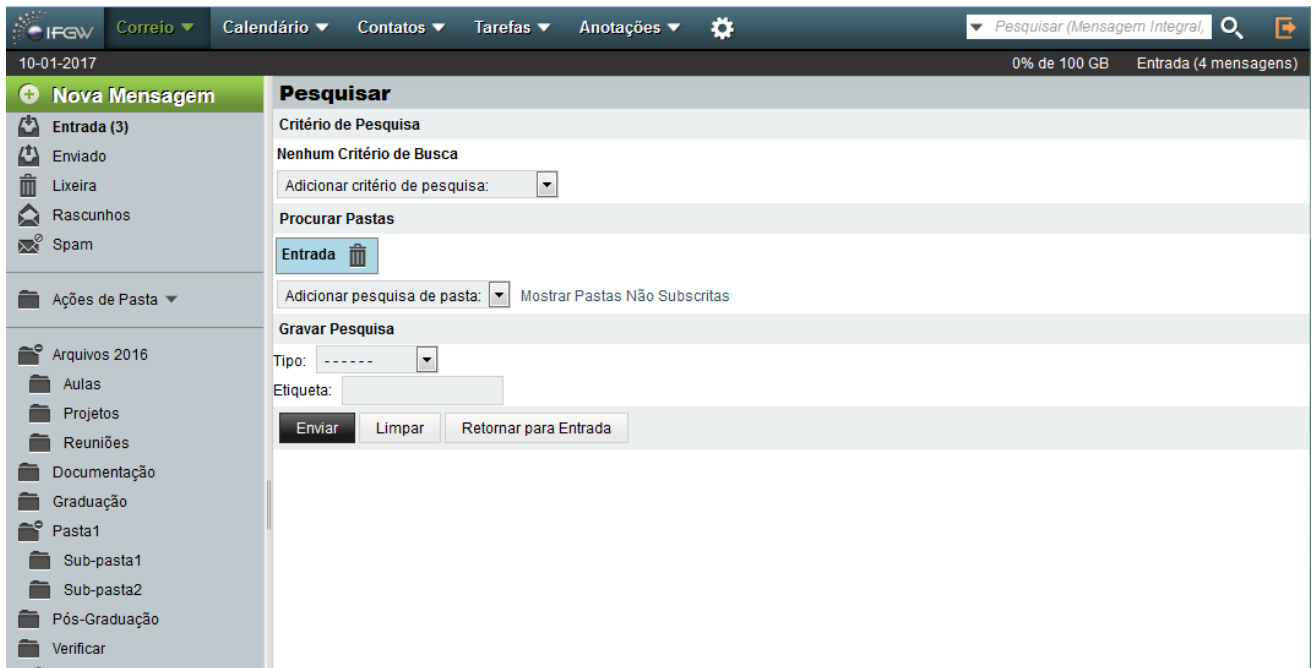 IFGW Correio Calendário Contatos Tarefas Anotações Pesquisar (Mensagem Integral,
10-01-2017 0% de 100 GB Entrada (4 mensagens)
Nova Mensagem
Entrada (3)
Enviado
Lixeira
Rascunhos
Spam
Ações de Pasta
Arquivos 2016
Aulas
Projetos
Reuniões
Documentação
Graduação
Pasta1
Sub-pasta1
Sub-pasta2
Pós-Graduação
Verificar
Pesquisar
Critério de Pesquisa
Nenhum Critério de Busca
Adicionar critério de pesquisa:
Procurar Pastas
Entrada
Adicionar pesquisa de pasta: Mostrar Pastas Não Subscritas
Gravar Pesquisa
Tipo: ------
Etiqueta:
Enviar Limpar Retornar para Entrada